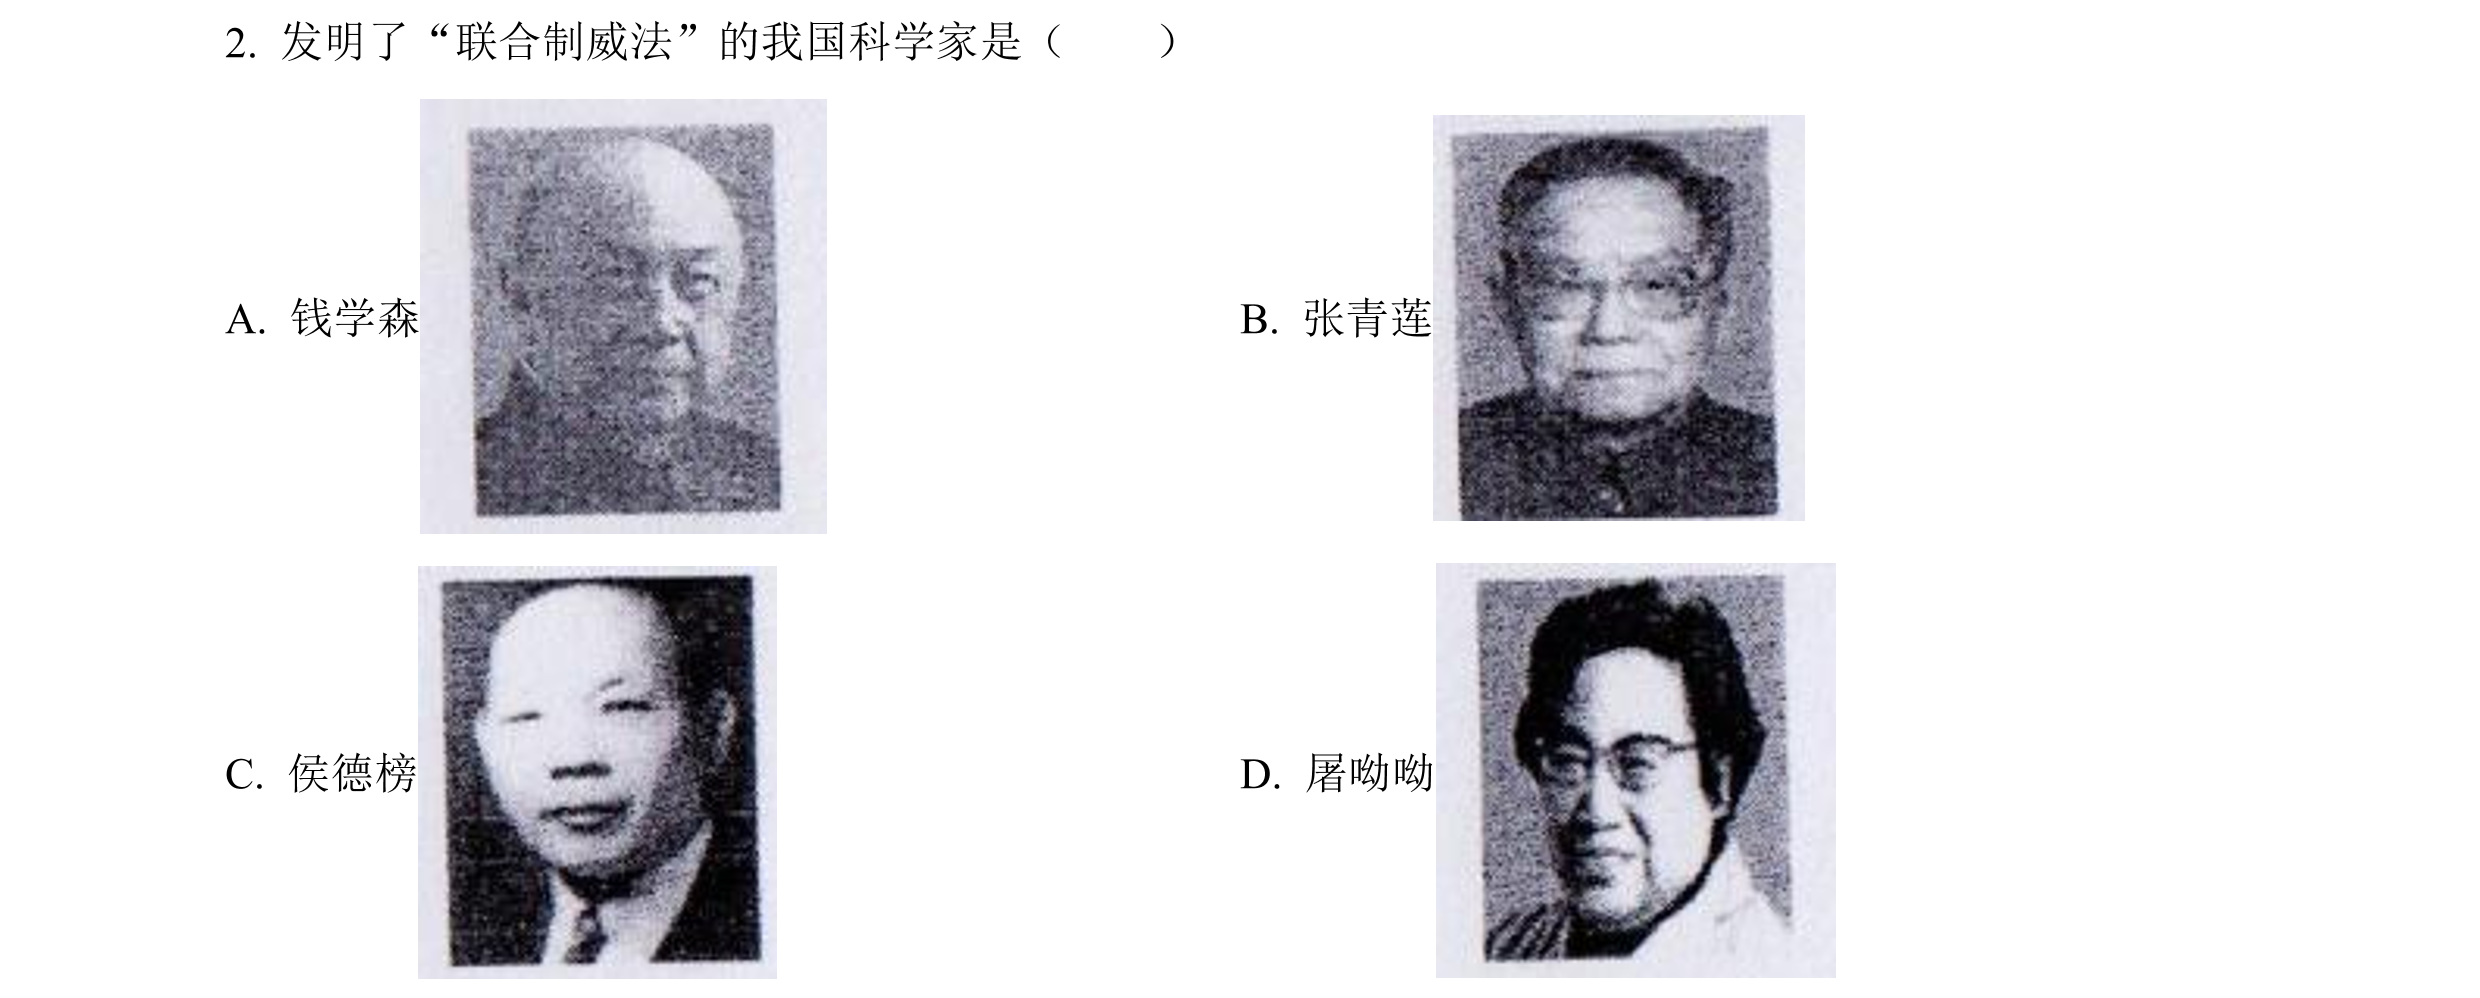 2. 发明了“联合制威法”的我国科学家是（　　）
A. 钱学森
B. 张青莲
C. 侯德榜
D. 屠呦呦